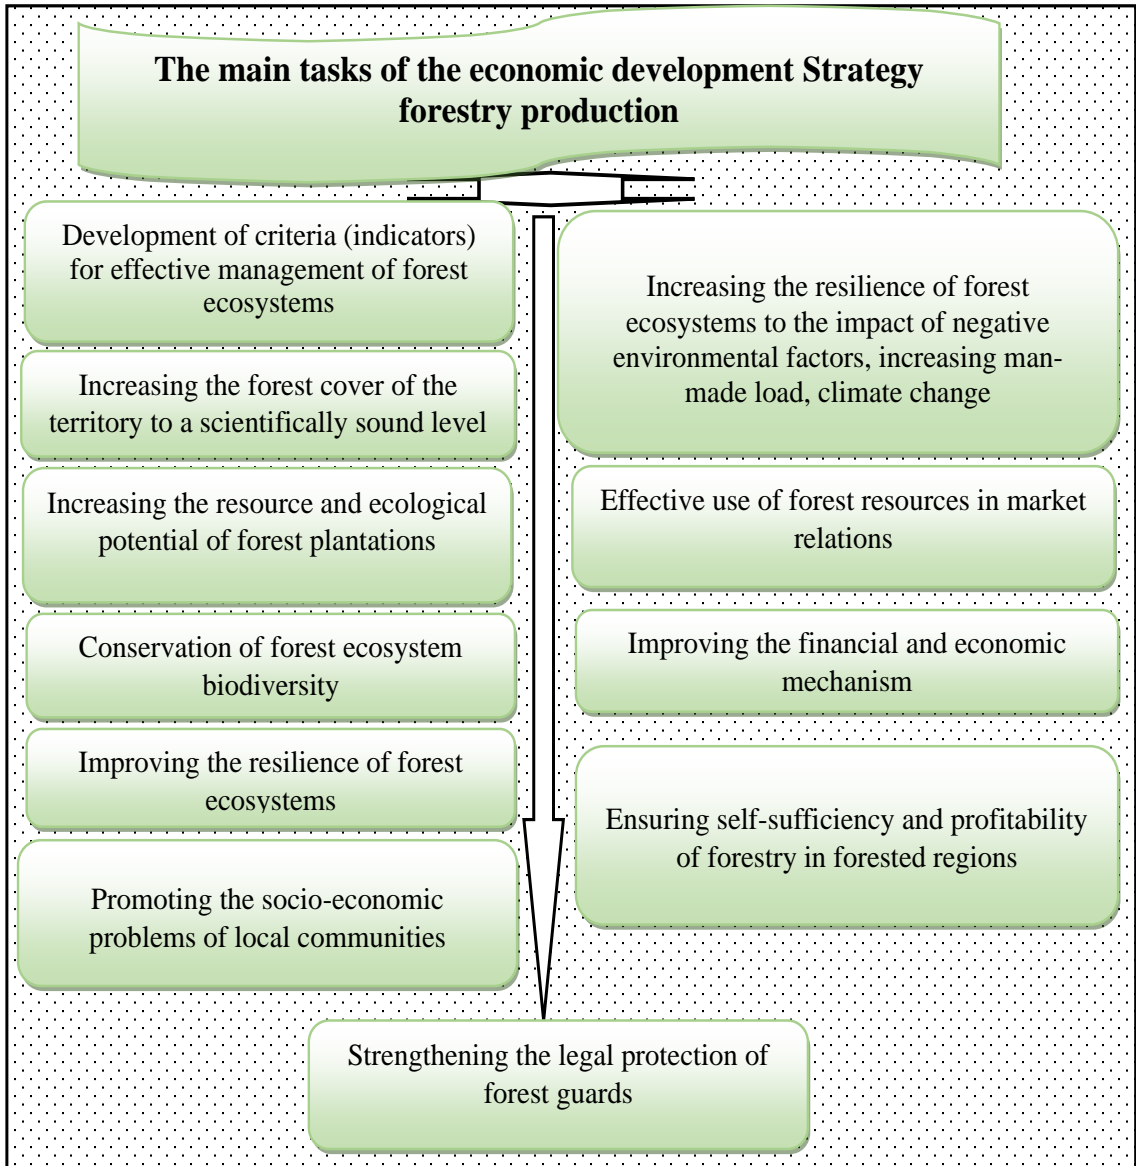 The main tasks of the economic development Strategy
forestry production
Development of criteria (indicators)
for effective management of forest
ecosystems
Increasing the forest cover of the
territory to a scientifically sound level
Increasing the resource and ecological
potential of forest plantations
Conservation of forest ecosystem
biodiversity
Improving the resilience of forest
ecosystems
Promoting the socio-economic
problems of local communities
Increasing the resilience of forest
ecosystems to the impact of negative
environmental factors, increasing man-
made load, climate change
Effective use of forest resources in market
relations
Improving the financial and economic
mechanism
Ensuring self-sufficiency and profitability
of forestry in forested regions
Strengthening the legal protection of
forest guards